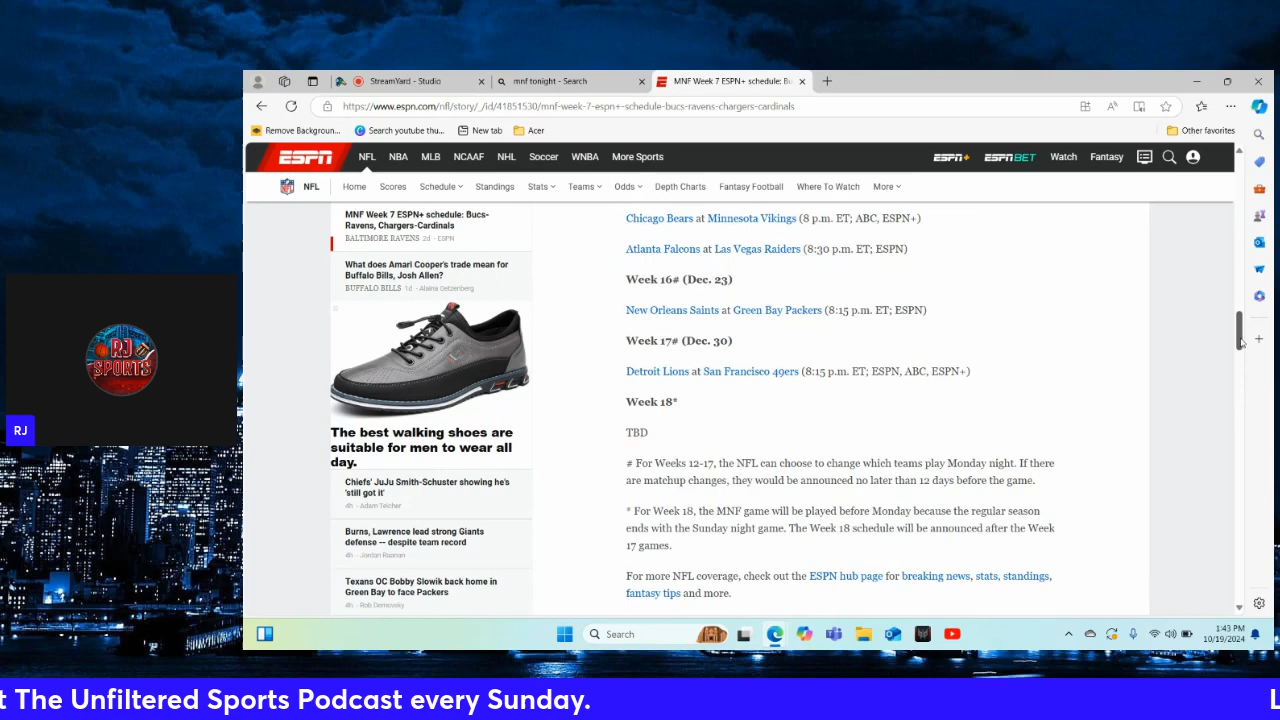 StreamYard - Studio
mnf tonight - Search
MNF Week 7 ESPN+ schedule: Bu
https://www.espn.com/nfl/story/_/id/41851530/mnf-week-7-espn+-schedule-bucs-ravens-chargers-cardinals
Remove Backgroun...
Search youtube thu...
New tab
Acer
Other favorites
ESPN
NFL
NBA
MLB
NCAAF
NHL
Soccer
WNBA
More Sports
ESPN+
ESPN BET
Watch
Fantasy
NFL
Home
Scores
Schedule
Standings
Stats
Teams
Odds
Depth Charts
Fantasy Football
Where To Watch
More
MNF Week 7 ESPN+ schedule: Bucs-
Ravens, Chargers-Cardinals
BALTIMORE RAVENS 2d - ESPN
What does Amari Cooper's trade mean for
Buffalo Bills, Josh Allen?
BUFFALO BILLS 1d - Alaina Getzenberg
The best walking shoes are
suitable for men to wear all
day.
Chiefs' JuJu Smith-Schuster showing he's
'still got it'
4h - Adam Teicher
Burns, Lawrence lead strong Giants
defense -- despite team record
4h - Jordan Raanan
Texans OC Bobby Slowik back home in
Green Bay to face Packers
4h - Rob Demovsky
Chicago Bears at Minnesota Vikings (8 p.m. ET; ABC, ESPN+)
Atlanta Falcons at Las Vegas Raiders (8:30 p.m. ET; ESPN)
Week 16# (Dec. 23)
New Orleans Saints at Green Bay Packers (8:15 p.m. ET; ESPN)
Week 17# (Dec. 30)
Detroit Lions at San Francisco 49ers (8:15 p.m. ET; ESPN, ABC, ESPN+)
Week 18*
TBD
# For Weeks 12-17, the NFL can choose to change which teams play Monday night. If there
are matchup changes, they would be announced no later than 12 days before the game.
* For Week 18, the MNF game will be played before Monday because the regular season
ends with the Sunday night game. The Week 18 schedule will be announced after the Week
17 games.
For more NFL coverage, check out the ESPN hub page for breaking news, stats, standings,
fantasy tips and more.
RJ
SPORTS
RJ
Search
1:43 PM
10/19/2024
t The Unfiltered Sports Podcast every Sunday.
L